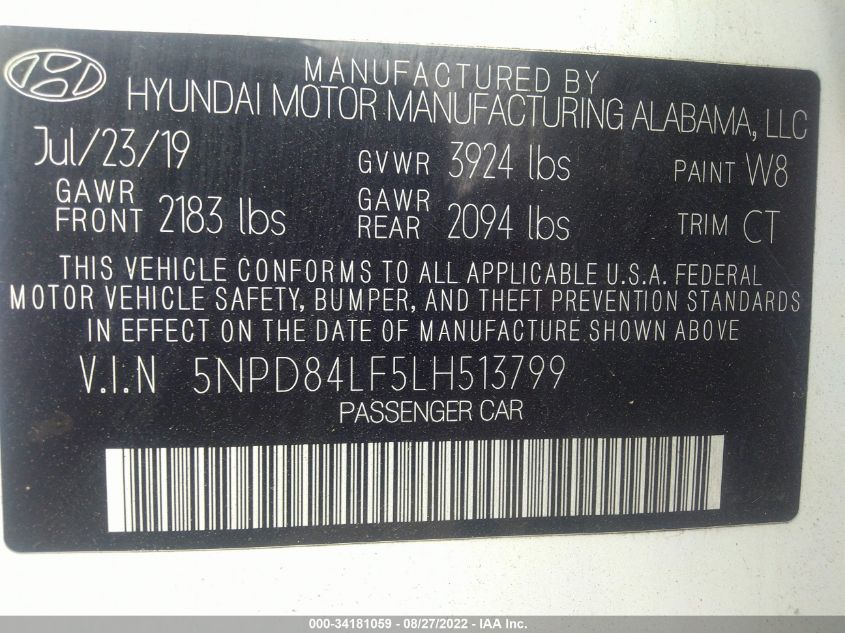 MANUFACTURED BY
HYUNDAI MOTOR MANUFACTURING ALABAMA, LLC
Jul/23/19 GVWR 3924 lbs PAINT W8
GAWR FRONT 2183 lbs GAWR REAR 2094 lbs TRIM CT
THIS VEHICLE CONFORMS TO ALL APPLICABLE U.S.A. FEDERAL
MOTOR VEHICLE SAFETY, BUMPER, AND THEFT PREVENTION STANDARDS
IN EFFECT ON THE DATE OF MANUFACTURE SHOWN ABOVE
V.I.N 5NPD84LF5LH513799
PASSENGER CAR
000-34181059 - 08/27/2022 - IAA Inc.